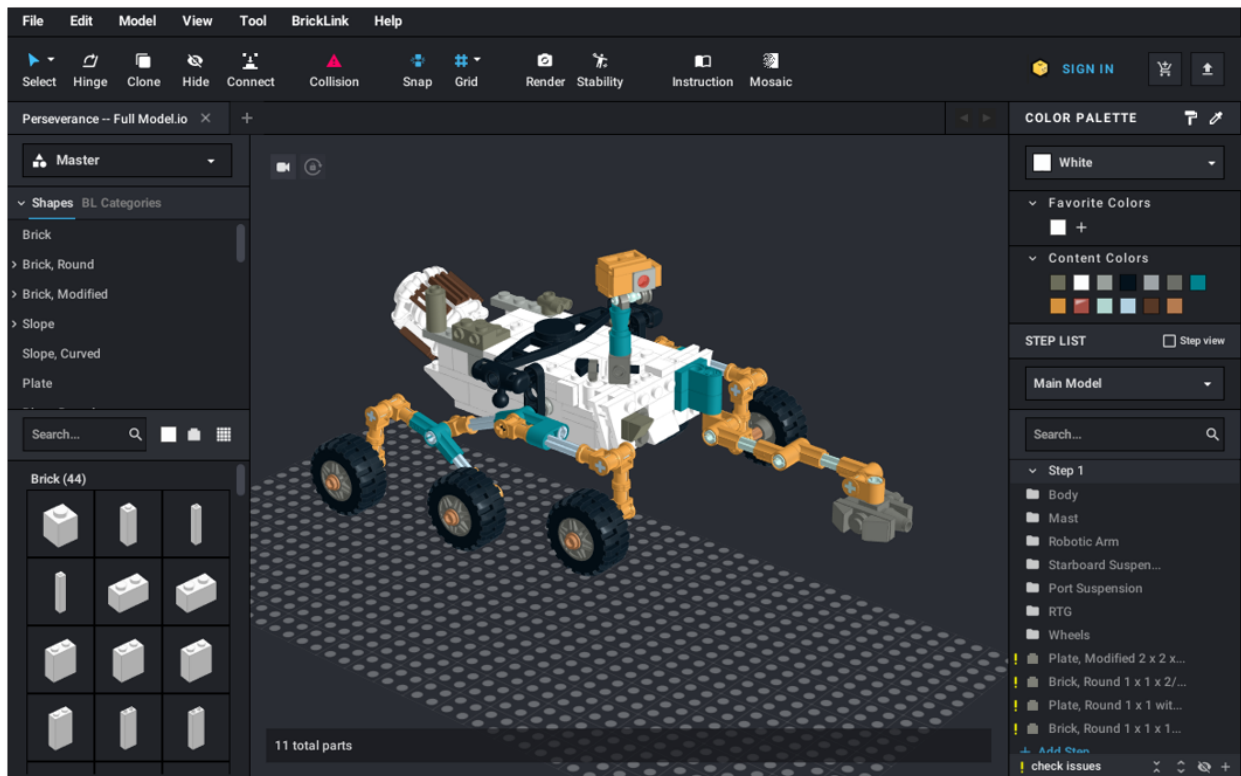 File Edit Model View Tool BrickLink Help
Select Hinge Clone Hide Connect Collision Snap Grid Render Stability Instruction Mosaic
SIGN IN
Perseverance -- Full Model.io
Master
Shapes BL Categories
Brick
Brick, Round
Brick, Modified
Slope
Slope, Curved
Plate
Search...
Brick (44)
11 total parts
COLOR PALETTE
White
Favorite Colors
Content Colors
STEP LIST Step view
Main Model
Search...
Step 1
Body
Mast
Robotic Arm
Starboard Suspen...
Port Suspension
RTG
Wheels
Plate, Modified 2 x 2 x...
Brick, Round 1 x 1 x 2/...
Plate, Round 1 x 1 wit...
Brick, Round 1 x 1 x 1...
+ Add Step
! check issues